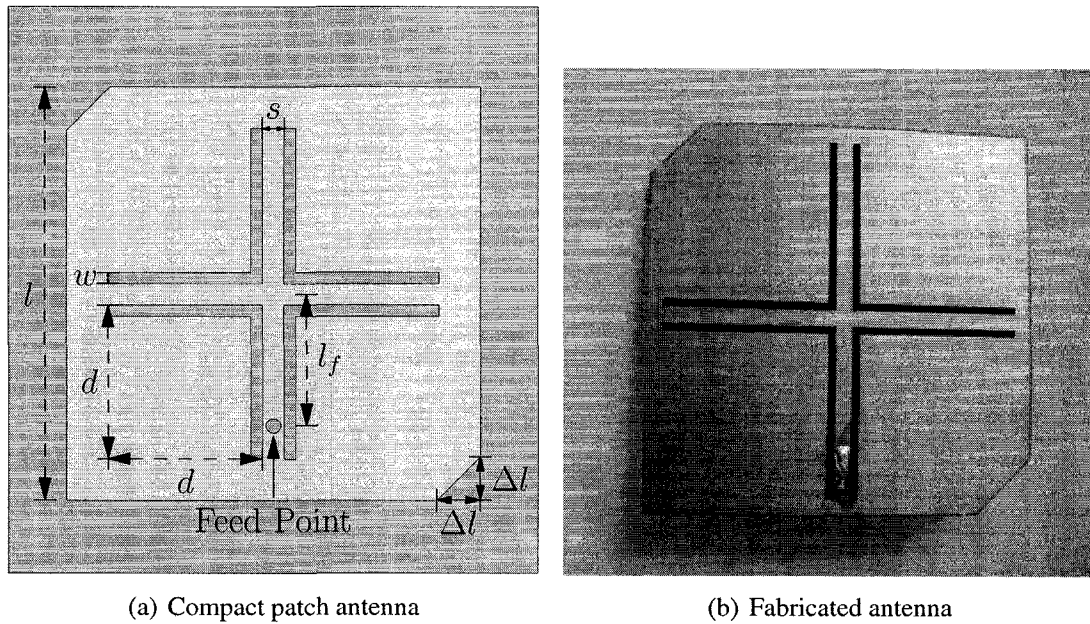 s
w
l
l_f
d
d
Δl
Δl
Feed Point
(a) Compact patch antenna
(b) Fabricated antenna